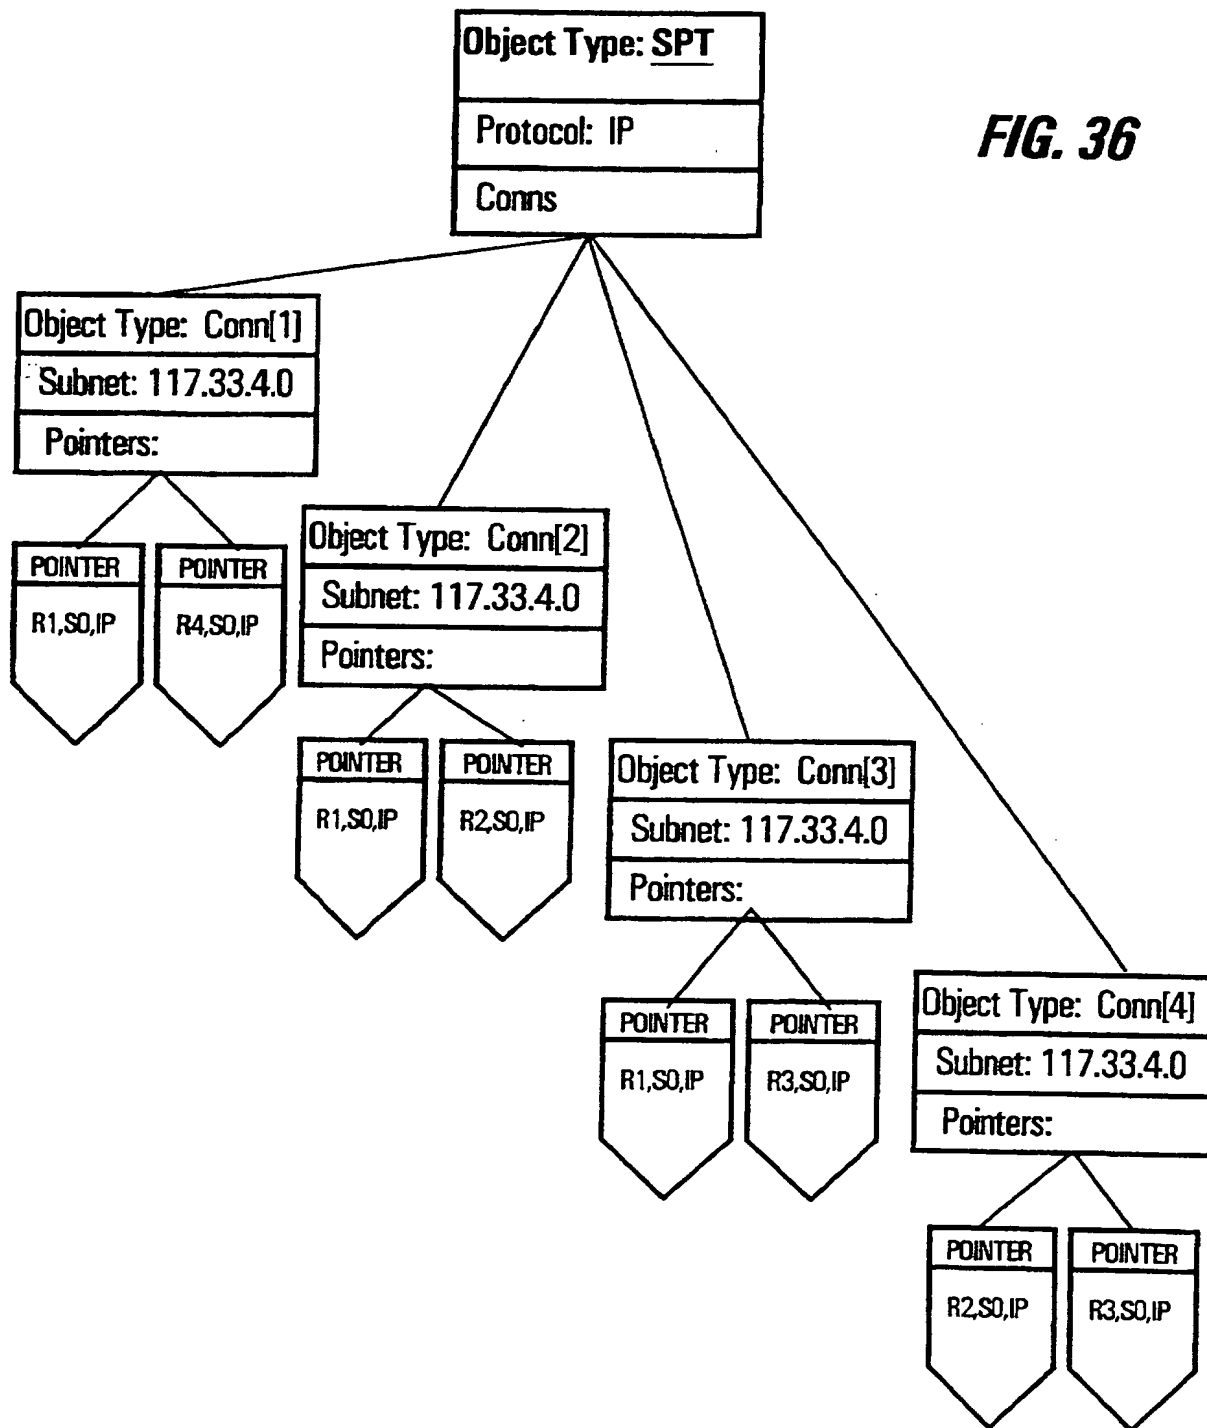 Object Type: SPT
Protocol: IP
Conns
FIG. 36
Object Type: Conn[1]
Subnet: 117.33.4.0
Pointers:
POINTER
R1,S0,IP
POINTER
R4,S0,IP
Object Type: Conn[2]
Subnet: 117.33.4.0
Pointers:
POINTER
R1,S0,IP
POINTER
R2,S0,IP
Object Type: Conn[3]
Subnet: 117.33.4.0
Pointers:
POINTER
R1,S0,IP
POINTER
R3,S0,IP
Object Type: Conn[4]
Subnet: 117.33.4.0
Pointers:
POINTER
R2,S0,IP
POINTER
R3,S0,IP